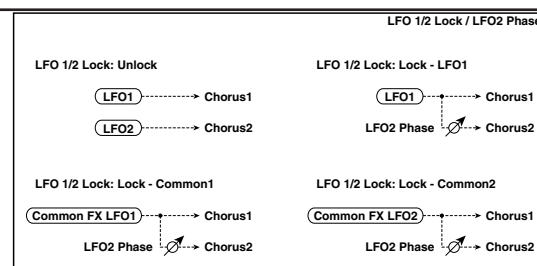 LFO 1/2 Lock / LFO2 Phase
LFO 1/2 Lock: Unlock
LFO1 Chorus1
LFO2 Chorus2
LFO 1/2 Lock: Lock - LFO1
LFO1 Chorus1
LFO2 Phase Chorus2
LFO 1/2 Lock: Lock - Common1
Common FX LFO1 Chorus1
LFO2 Phase Chorus2
LFO 1/2 Lock: Lock - Common2
Common FX LFO2 Chorus1
LFO2 Phase Chorus2